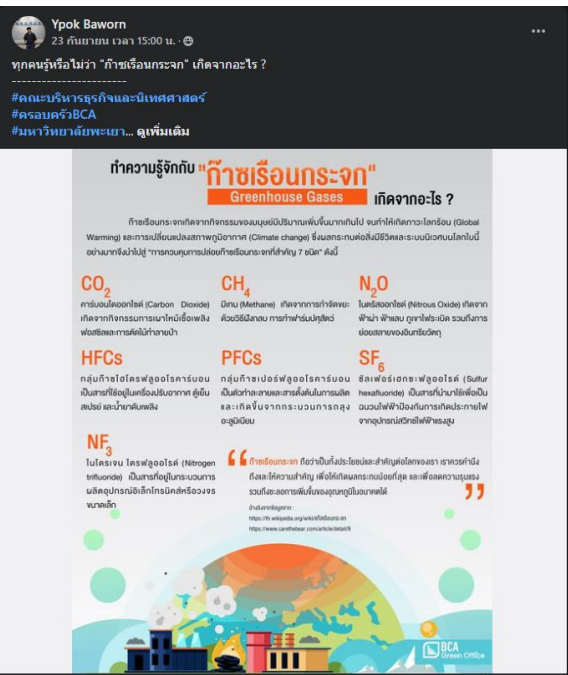 Ypok Baworn
23 กันยายน เวลา 15:00 น. ·
ทุกคนรู้หรือไม่ว่า "ก๊าซเรือนกระจก" เกิดจากอะไร ?
-----------------------
#คณะบริหารธุรกิจและนิเทศศาสตร์
#ครอบครัวBCA
#มหาวิทยาลัยพะเยา... ดูเพิ่มเติม
ทำความรู้จักกับ "ก๊าซเรือนกระจก"
Greenhouse Gases เกิดจากอะไร ?
ก๊าซเรือนกระจกเกิดจากกิจกรรมของมนุษย์มีปริมาณเพิ่มขึ้นมากเกินไป จนทำให้เกิดภาวะโลกร้อน (Global
Warming) และการเปลี่ยนแปลงสภาพภูมิอากาศ (Climate change) ซึ่งผลกระทบต่อสิ่งมีชีวิตและระบบนิเวศบนโลกใบนี้
อย่างมากจึงนำไปสู่ "การควบคุมการปล่อยก๊าซเรือนกระจกที่สำคัญ 7 ชนิด" ดังนี้
CO2
คาร์บอนไดออกไซด์ (Carbon Dioxide)
เกิดจากกิจกรรมการเผาไหม้เชื้อเพลิง
ฟอสซิลและการตัดไม้ทำลายป่า
CH4
มีเทน (Methane) เกิดจากการกำจัดขยะ
ด้วยวิธีฝังกลบ การทำฟาร์มปศุสัตว์
N2O
ไนตรัสออกไซด์ (Nitrous Oxide) เกิดจาก
ฟ้าผ่า ฟ้าแลบ ภูเขาไฟระเบิด รวมถึงการ
ย่อยสลายของอินทรียวัตถุ
HFCs
กลุ่มก๊าซไฮโดรฟลูออโรคาร์บอน
เป็นสารที่ใช้อยู่ในเครื่องปรับอากาศ ตู้เย็น
สเปรย์ และน้ำยาดับเพลิง
PFCs
กลุ่มก๊าซเปอร์ฟลูออโรคาร์บอน
เป็นตัวทำละลายและสารตั้งต้นในการผลิต
และเกิดขึ้นจากกระบวนการถลุง
อะลูมิเนียม
SF6
ซัลเฟอร์เฮกซะฟลูออไรด์ (Sulfur
hexafluoride) เป็นสารที่นำมาใช้เพื่อเป็น
ฉนวนไฟฟ้าป้องกันการเกิดประกายไฟ
จากอุปกรณ์สวิทช์ไฟฟ้าแรงสูง
NF3
ไนโตรเจน ไตรฟลูออไรด์ (Nitrogen
trifluoride) เป็นสารที่อยู่ในกระบวนการ
ผลิตอุปกรณ์อิเล็กโทรนิคส์หรือวงจร
ขนาดเล็ก
“ก๊าซเรือนกระจก ถือว่าเป็นทั้งประโยชน์และสำคัญต่อโลกของเรา เราควรคำนึง
ถึงและให้ความสำคัญ เพื่อให้เกิดผลกระทบน้อยที่สุด และเพื่อลดความรุนแรง
รวมถึงชะลอการเพิ่มขึ้นของอุณหภูมิในอนาคตได้”
อ้างอิงจากข้อมูลจาก :
https://th.wikipedia.org/wiki/แก๊สเรือนกระจก
https://www.carethebear.com/article/detail/9
BCA
Green Office